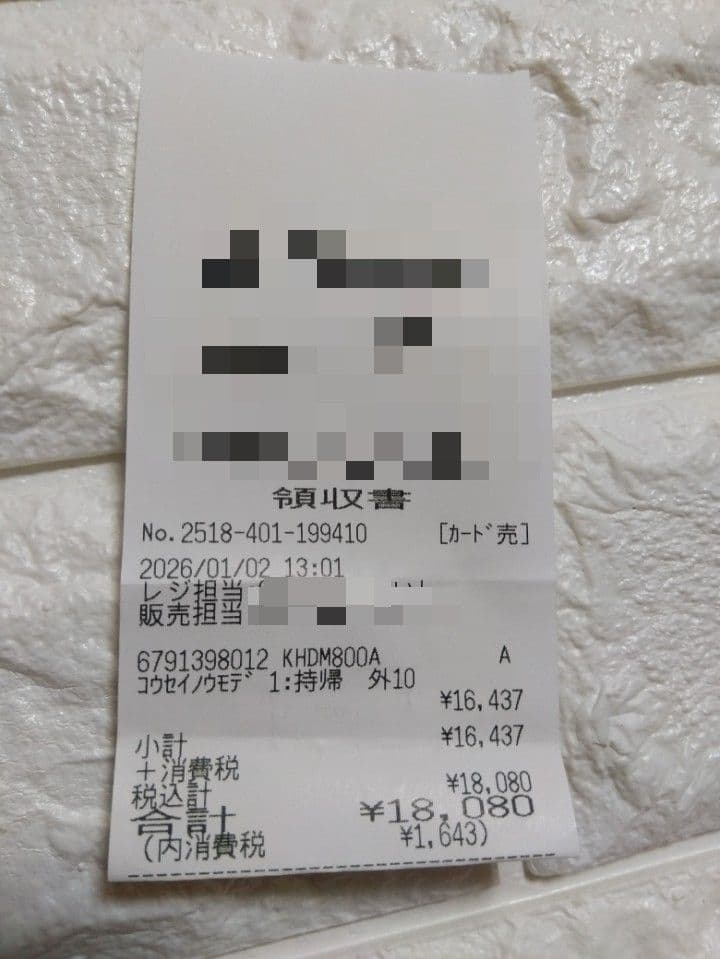 領収書
No.2518-401-199410 [カード売]
2026/01/02 13:01
レジ担当
販売担当
6791398012 KHDM800A A
コウセイノウモデ 1:持帰 外10
¥16,437
小計 ¥16,437
+消費税
税込計 ¥18,080
合計 ¥18,080
(内消費税 ¥1,643)